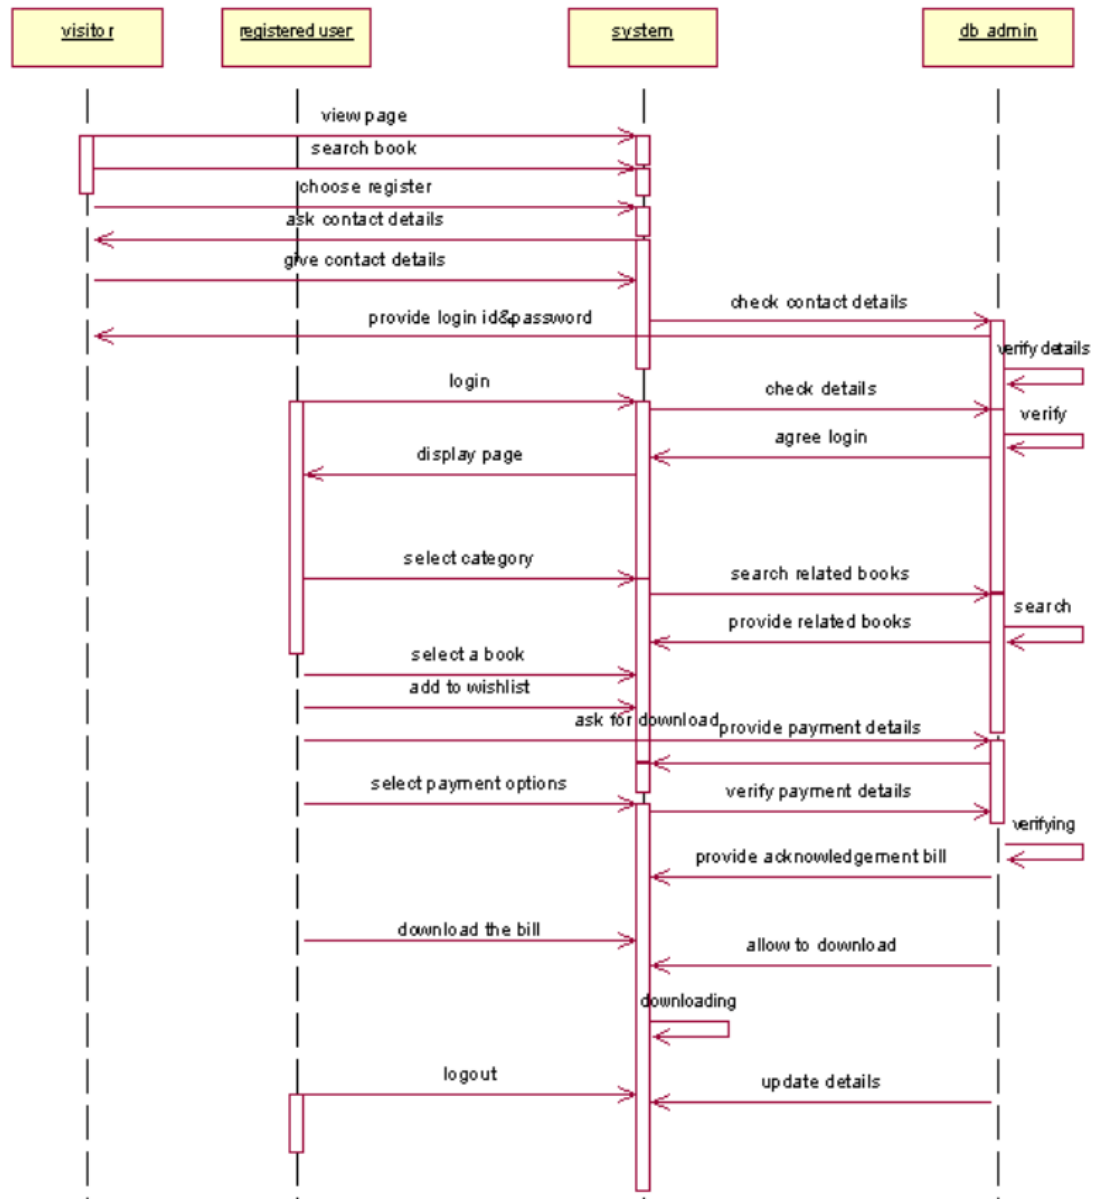 visitor
registered user
system
db admin
view page
search book
choose register
ask contact details
give contact details
check contact details
provide login id&password
verify details
login
check details
verify
agree login
display page
select category
search related books
search
provide related books
select a book
add to wishlist
ask for download
provide payment details
select payment options
verify payment details
verifying
provide acknowledgement bill
download the bill
allow to download
downloading
logout
update details